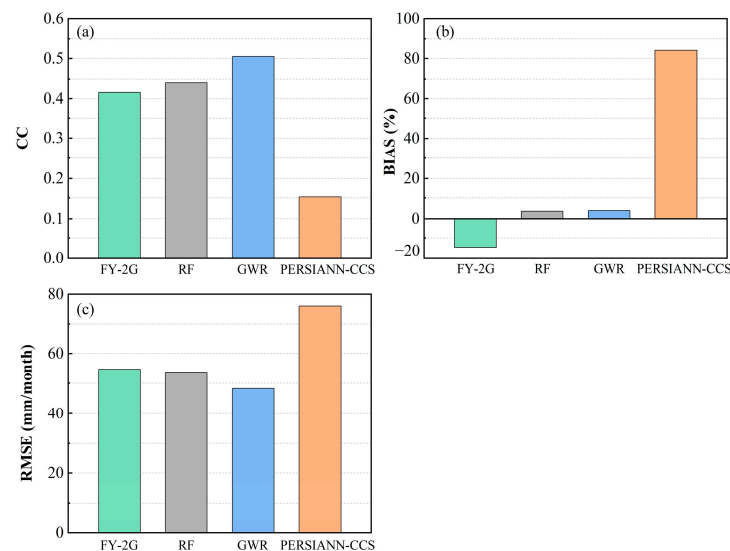 (a)
CC
0.6
0.5
0.4
0.3
0.2
0.1
0.0
FY-2G RF GWR PERSIANN-CCS
(b)
BIAS (%)
100
80
60
40
20
0
−20
FY-2G RF GWR PERSIANN-CCS
(c)
RMSE (mm/month)
80
60
40
20
0
FY-2G RF GWR PERSIANN-CCS